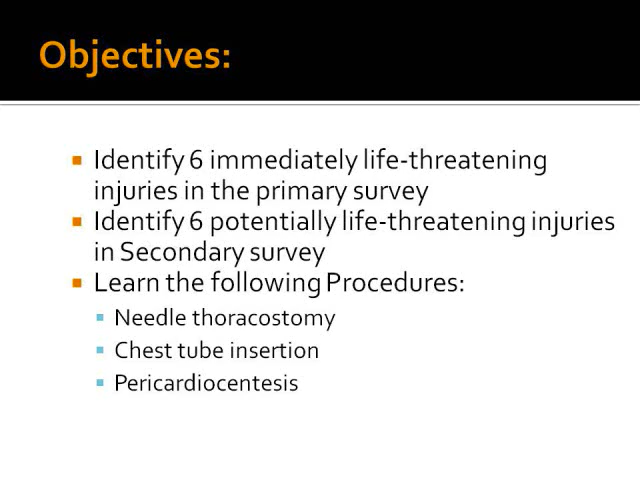 Objectives:
Identify 6 immediately life-threatening
injuries in the primary survey
Identify 6 potentially life-threatening injuries
in Secondary survey
Learn the following Procedures:
Needle thoracostomy
Chest tube insertion
Pericardiocentesis